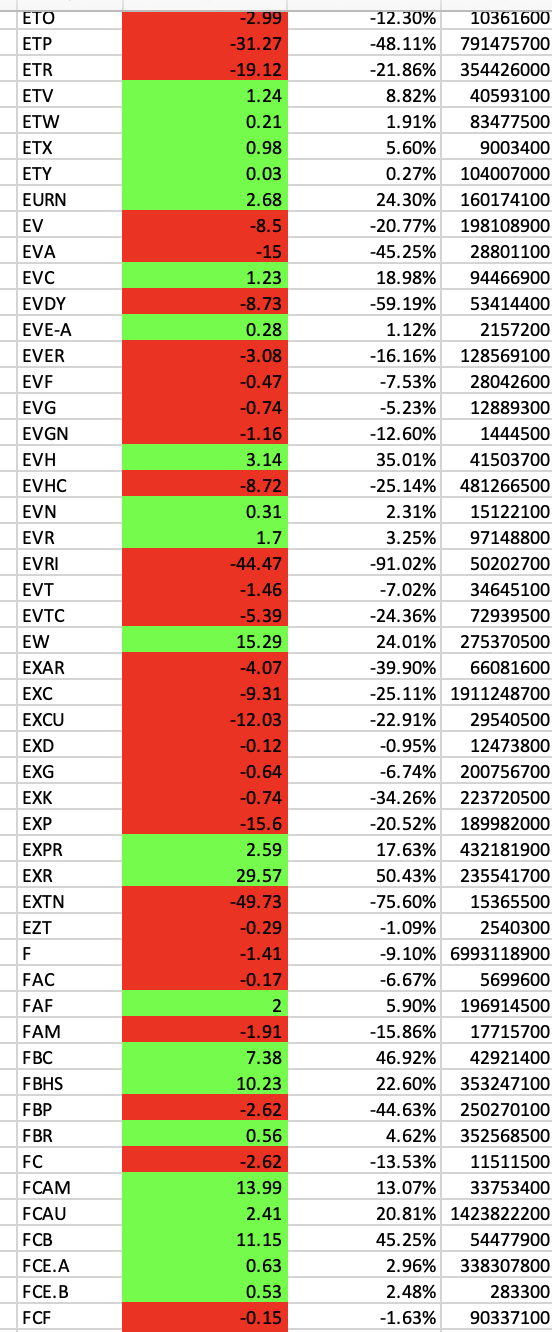 ETO -2.99 -12.30% 10361600
ETP -31.27 -48.11% 791475700
ETR -19.12 -21.86% 354426000
ETV 1.24 8.82% 40593100
ETW 0.21 1.91% 83477500
ETX 0.98 5.60% 9003400
ETY 0.03 0.27% 104007000
EURN 2.68 24.30% 160174100
EV -8.5 -20.77% 198108900
EVA -15 -45.25% 28801100
EVC 1.23 18.98% 94466900
EVDY -8.73 -59.19% 53414400
EVE-A 0.28 1.12% 2157200
EVER -3.08 -16.16% 128569100
EVF -0.47 -7.53% 28042600
EVG -0.74 -5.23% 12889300
EVGN -1.16 -12.60% 1444500
EVH 3.14 35.01% 41503700
EVHC -8.72 -25.14% 481266500
EVN 0.31 2.31% 15122100
EVR 1.7 3.25% 97148800
EVRI -44.47 -91.02% 50202700
EVT -1.46 -7.02% 34645100
EVTC -5.39 -24.36% 72939500
EW 15.29 24.01% 275370500
EXAR -4.07 -39.90% 66081600
EXC -9.31 -25.11% 1911248700
EXCU -12.03 -22.91% 29540500
EXD -0.12 -0.95% 12473800
EXG -0.64 -6.74% 200756700
EXK -0.74 -34.26% 223720500
EXP -15.6 -20.52% 189982000
EXPR 2.59 17.63% 432181900
EXR 29.57 50.43% 235541700
EXTN -49.73 -75.60% 15365500
EZT -0.29 -1.09% 2540300
F -1.41 -9.10% 6993118900
FAC -0.17 -6.67% 5699600
FAF 2 5.90% 196914500
FAM -1.91 -15.86% 17715700
FBC 7.38 46.92% 42921400
FBHS 10.23 22.60% 353247100
FBP -2.62 -44.63% 250270100
FBR 0.56 4.62% 352568500
FC -2.62 -13.53% 11511500
FCAM 13.99 13.07% 33753400
FCAU 2.41 20.81% 1423822200
FCB 11.15 45.25% 54477900
FCE.A 0.63 2.96% 338307800
FCE.B 0.53 2.48% 283300
FCF -0.15 -1.63% 90337100